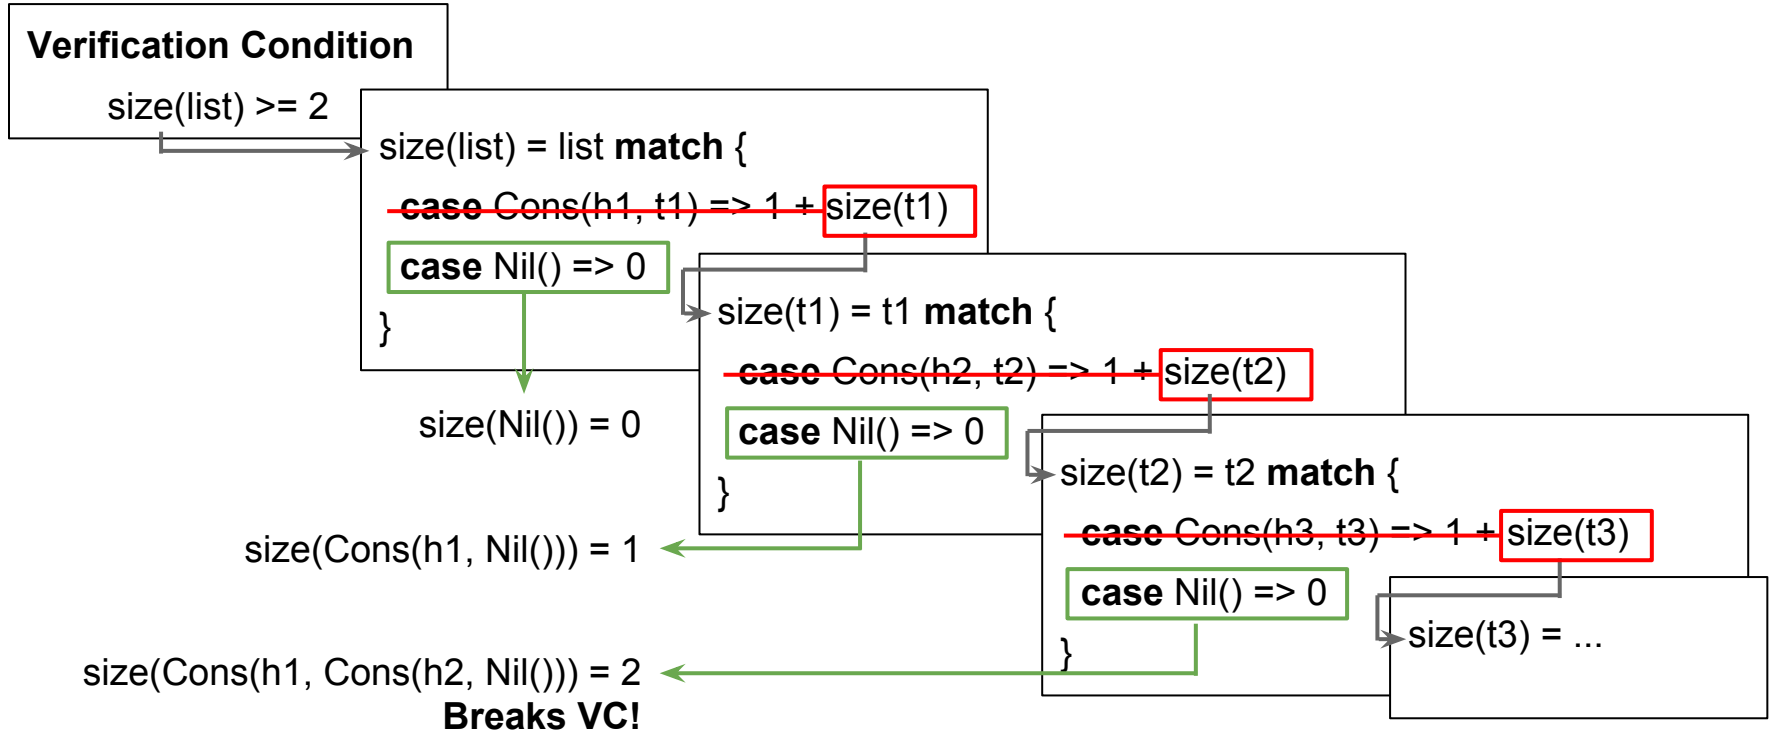 Verification Condition
size(list) >= 2
size(list) = list match {
case Cons(h1, t1) => 1 + size(t1)
case Nil() => 0
}
size(Nil()) = 0
size(t1) = t1 match {
case Cons(h2, t2) => 1 + size(t2)
case Nil() => 0
}
size(Cons(h1, Nil())) = 1
size(t2) = t2 match {
case Cons(h3, t3) => 1 + size(t3)
case Nil() => 0
}
size(t3) = ...
size(Cons(h1, Cons(h2, Nil())) = 2
Breaks VC!